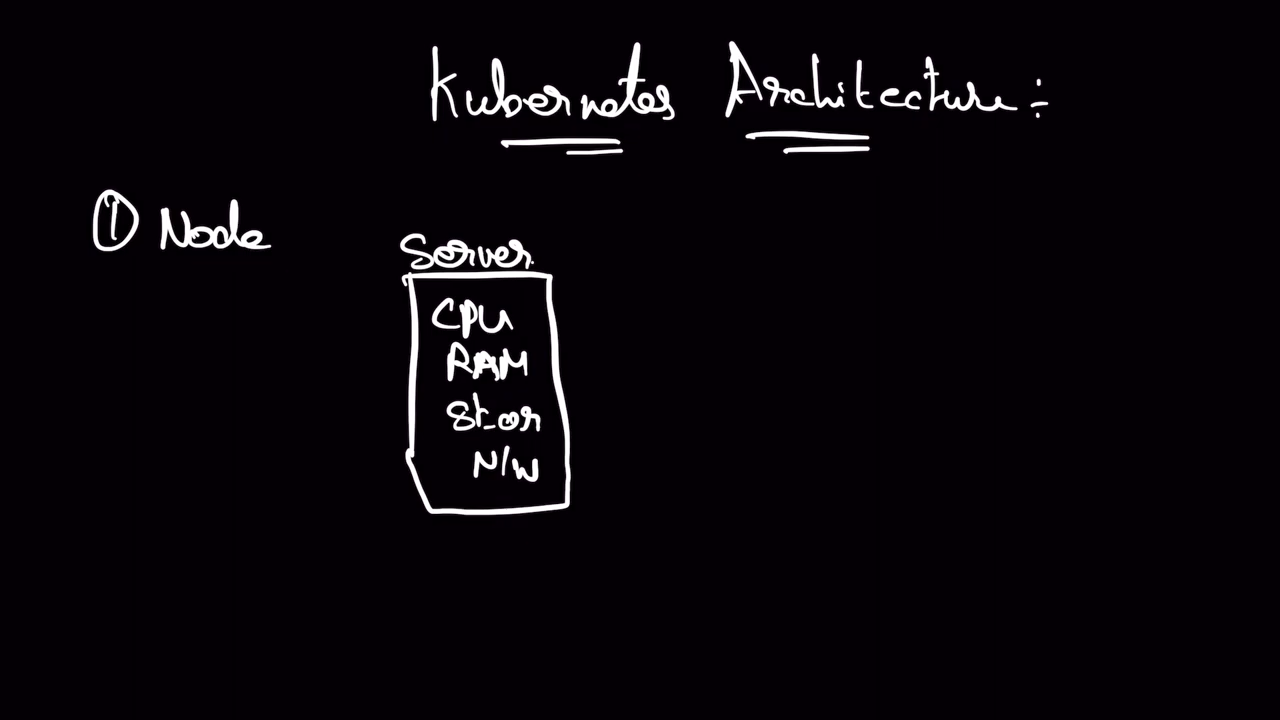 Kubernetes Architecture :-
① Node
Server
CPU
RAM
Stor
N/W